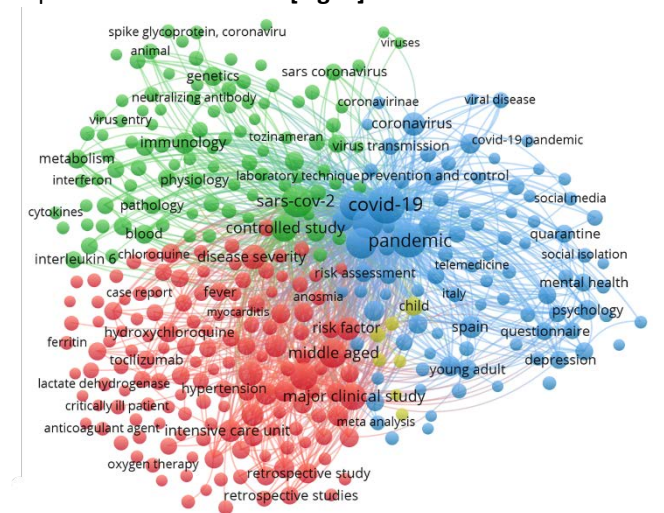 spike glycoprotein, coronaviru
animal
viruses
genetics
sars coronavirus
neutralizing antibody
coronavirinae
viral disease
virus entry
coronavirus
tozinameran
immunology
virus transmission
covid-19 pandemic
metabolism
interferon
physiology
laboratory technique
prevention and control
cytokines
pathology
sars-cov-2
covid-19
social media
blood
controlled study
pandemic
quarantine
interleukin 6
chloroquine
disease severity
social isolation
telemedicine
risk assessment
case report
fever
anosmia
italy
mental health
myocarditis
child
psychology
ferritin
hydroxychloroquine
risk factor
spain
questionnaire
tocilizumab
middle aged
depression
young adult
lactate dehydrogenase
hypertension
major clinical study
critically ill patient
anticoagulant agent
intensive care unit
meta analysis
oxygen therapy
retrospective study
retrospective studies